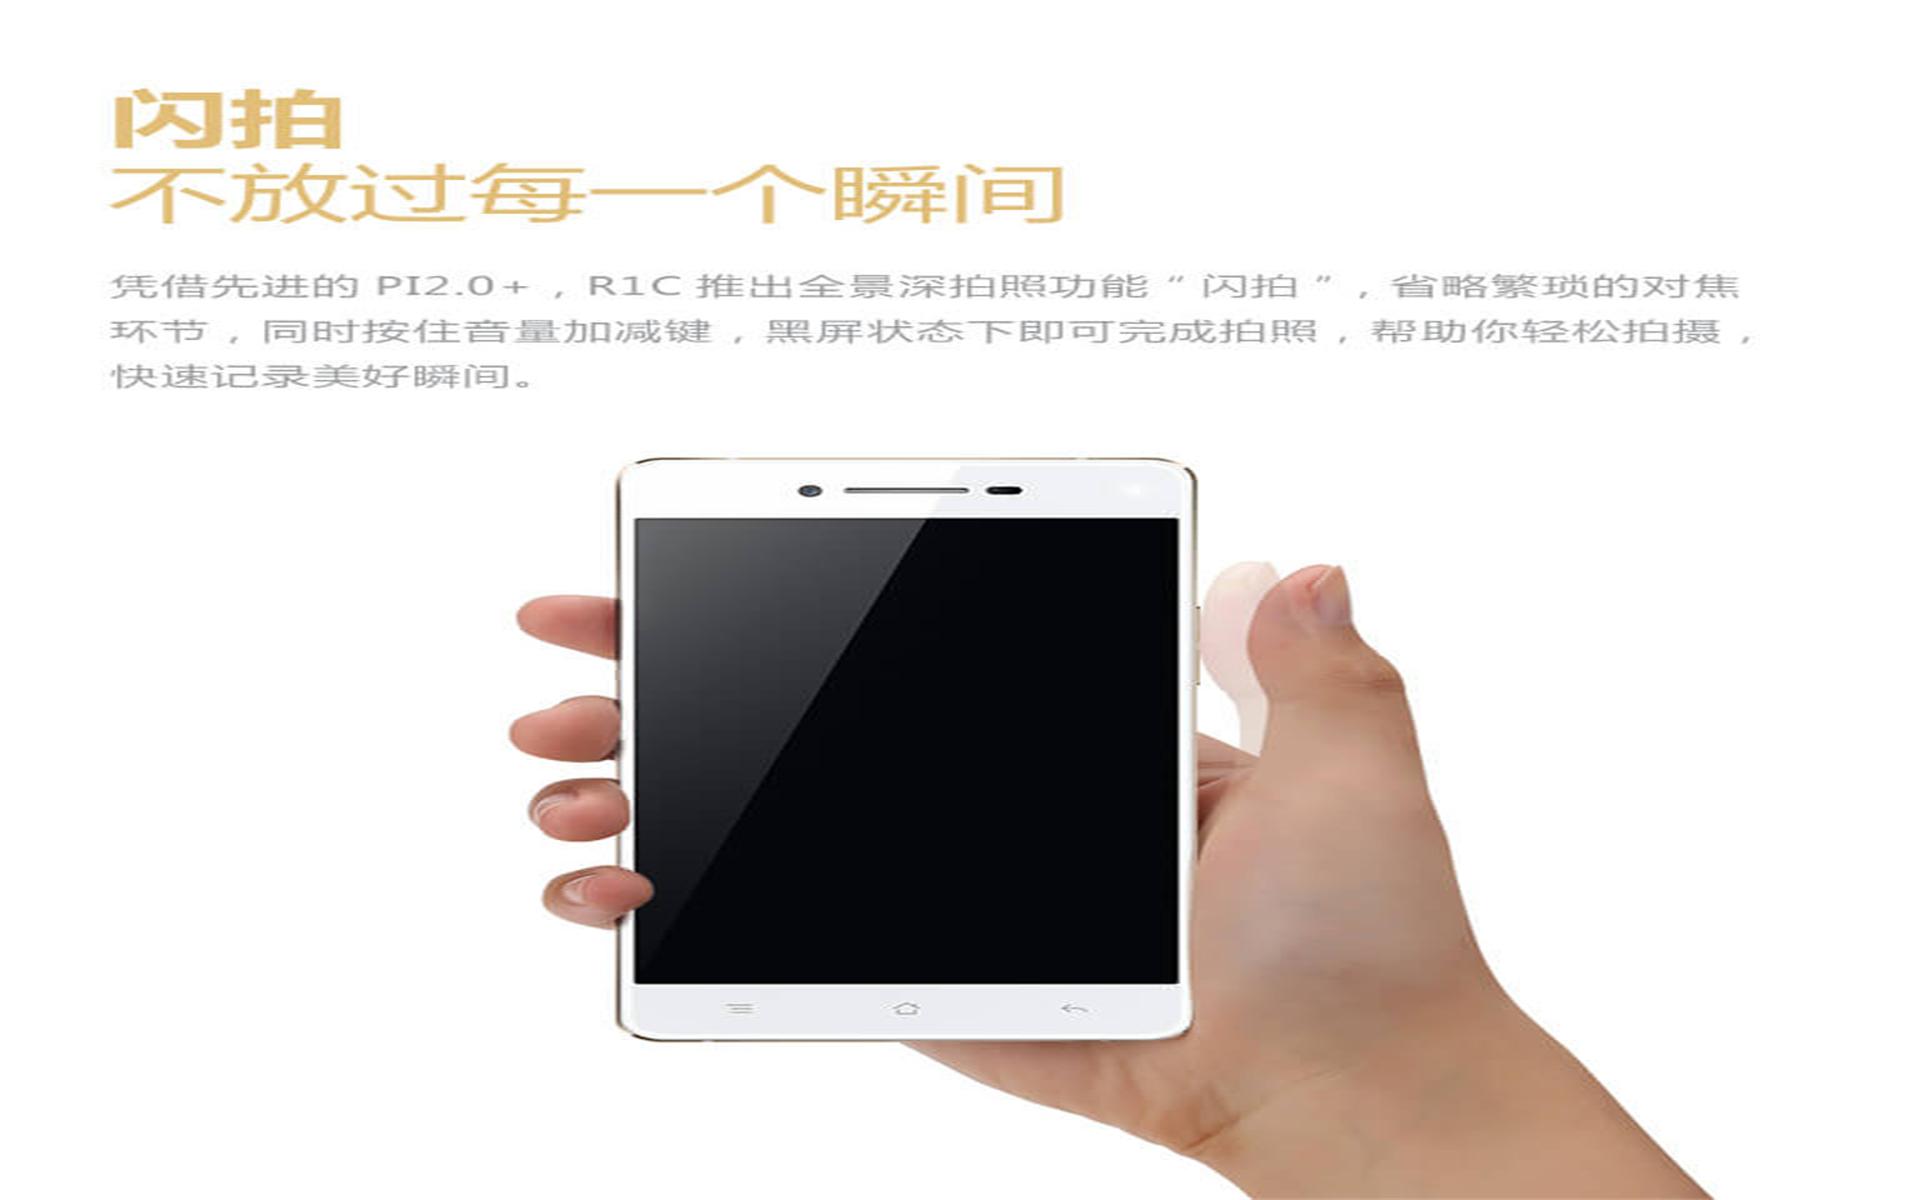 闪拍
不放过每一个瞬间
凭借先进的 PI2.0+，R1C 推出全景深拍照功能“闪拍”，省略繁琐的对焦
环节，同时按住音量加减键，黑屏状态下即可完成拍照，帮助你轻松拍摄，
快速记录美好瞬间。